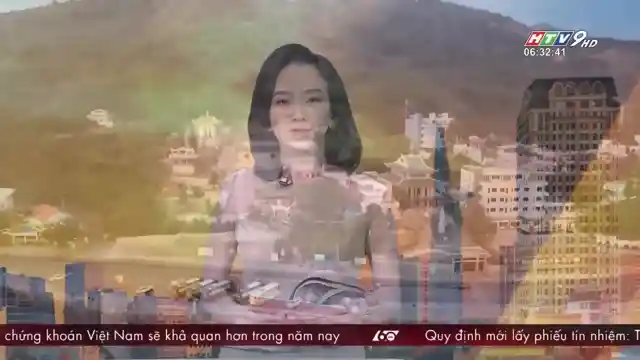 HTV9HD
06:32:41
chứng khoán Việt Nam sẽ khả quan hơn trong năm nay
60
Quy định mới lấy phiếu tín nhiệm: T